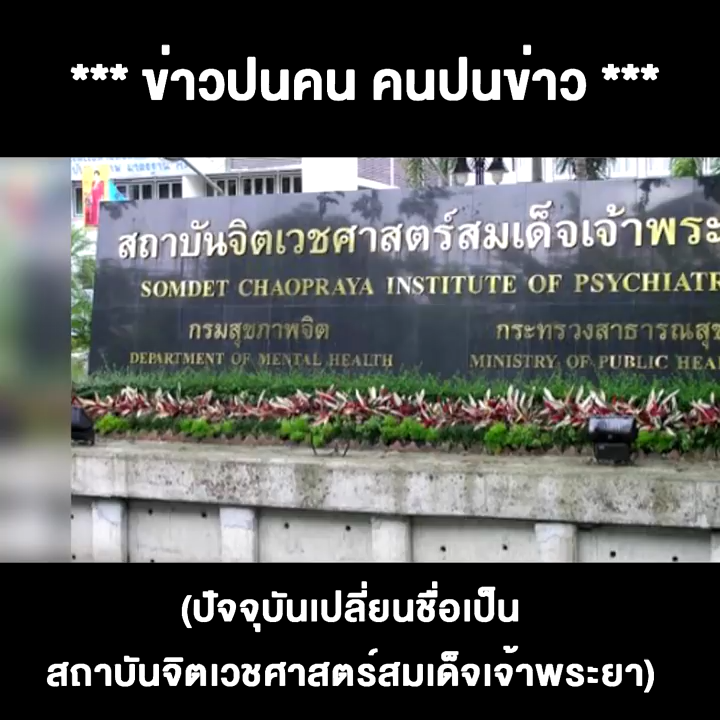 *** ข่าวปนคน คนปนข่าว ***
สถาบันจิตเวชศาสตร์สมเด็จเจ้าพระ
SOMDET CHAOPRAYA INSTITUTE OF PSYCHIATR
กรมสุขภาพจิต
กระทรวงสาธารณสุข
DEPARTMENT OF MENTAL HEALTH
MINISTRY OF PUBLIC HEA
(ปัจจุบันเปลี่ยนชื่อเป็น
สถาบันจิตเวชศาสตร์สมเด็จเจ้าพระยา)